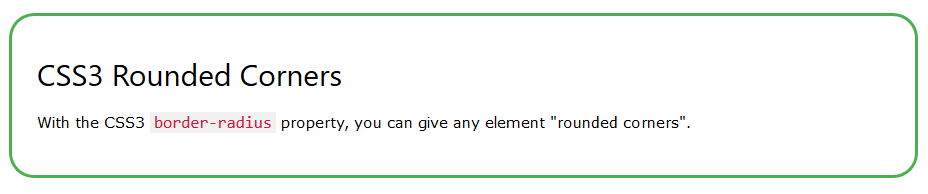 CSS3 Rounded Corners
With the CSS3 border-radius property, you can give any element "rounded corners".